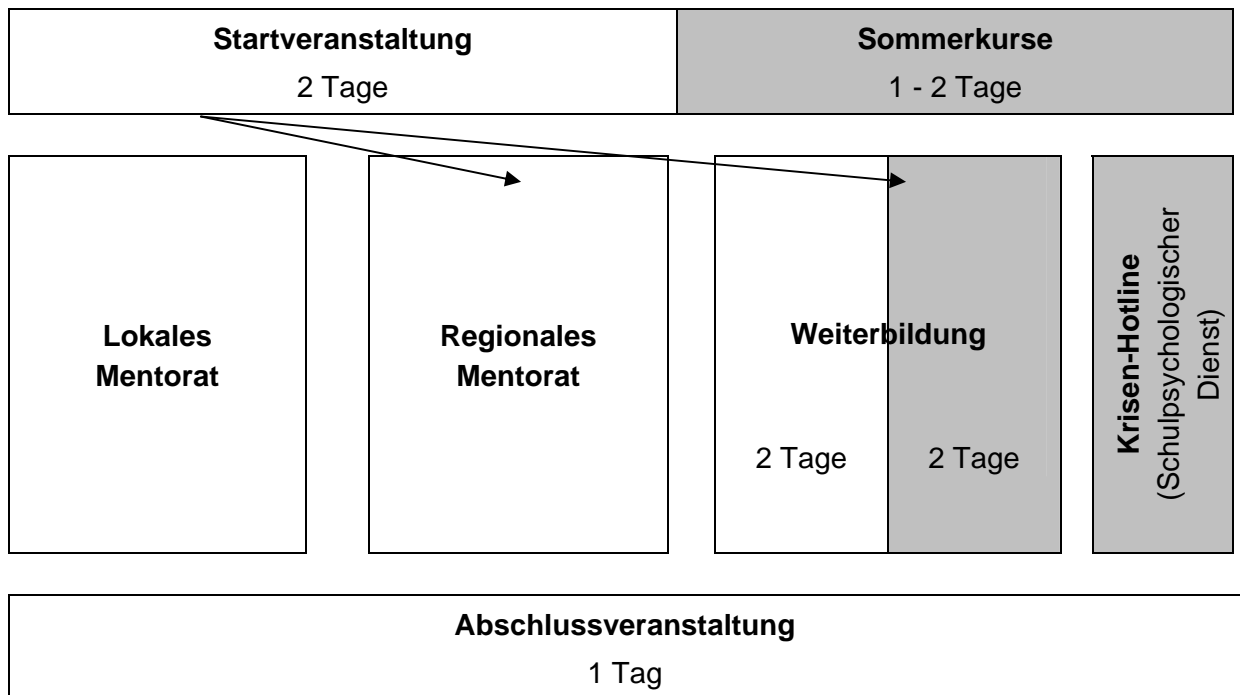 Startveranstaltung
2 Tage
Sommerkurse
1 - 2 Tage
Lokales
Mentorat
Regionales
Mentorat
Weiterbildung
2 Tage
2 Tage
Krisen-Hotline
(Schulpsychologischer
Dienst)
Abschlussveranstaltung
1 Tag